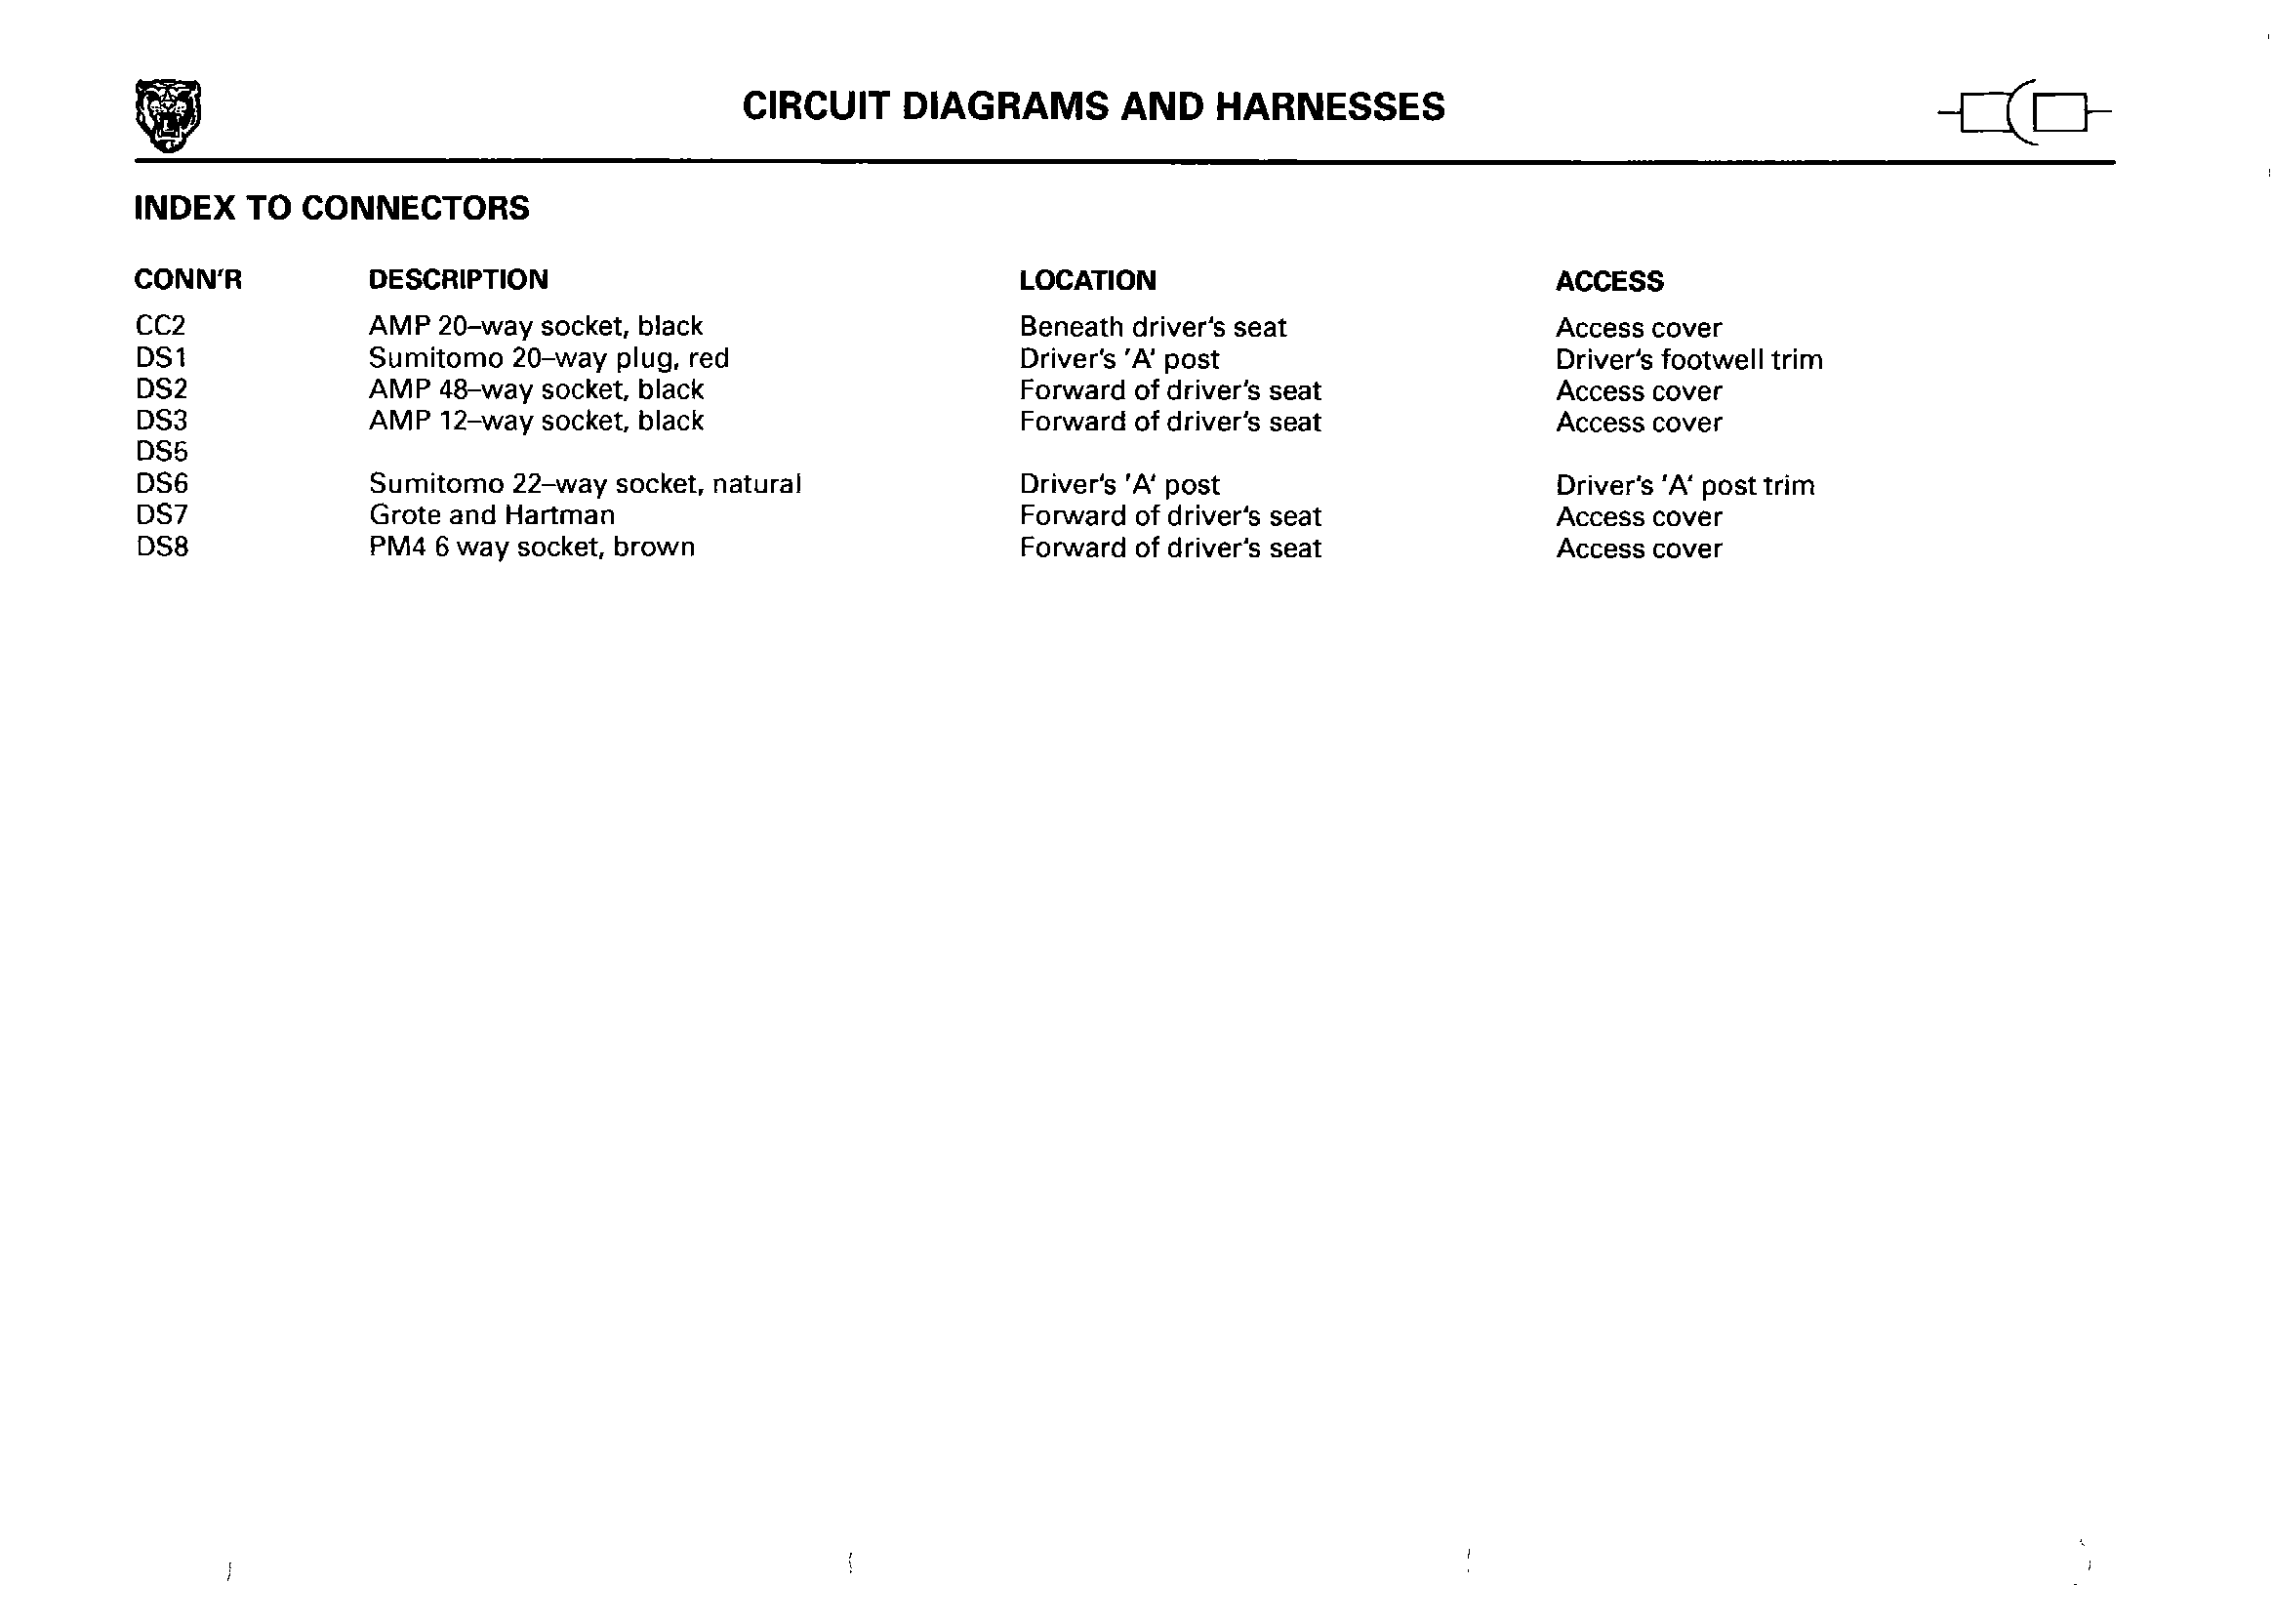 CIRCUIT DIAGRAMS AND HARNESSES
INDEX TO CONNECTORS
CONN'R DESCRIPTION LOCATION ACCESS
CC2 AMP 20–way socket, black Beneath driver's seat Access cover
DS1 Sumitomo 20–way plug, red Driver's 'A' post Driver's footwell trim
DS2 AMP 48–way socket, black Forward of driver's seat Access cover
DS3 AMP 12–way socket, black Forward of driver's seat Access cover
DS5
DS6 Sumitomo 22–way socket, natural Driver's 'A' post Driver's 'A' post trim
DS7 Grote and Hartman Forward of driver's seat Access cover
DS8 PM4 6 way socket, brown Forward of driver's seat Access cover